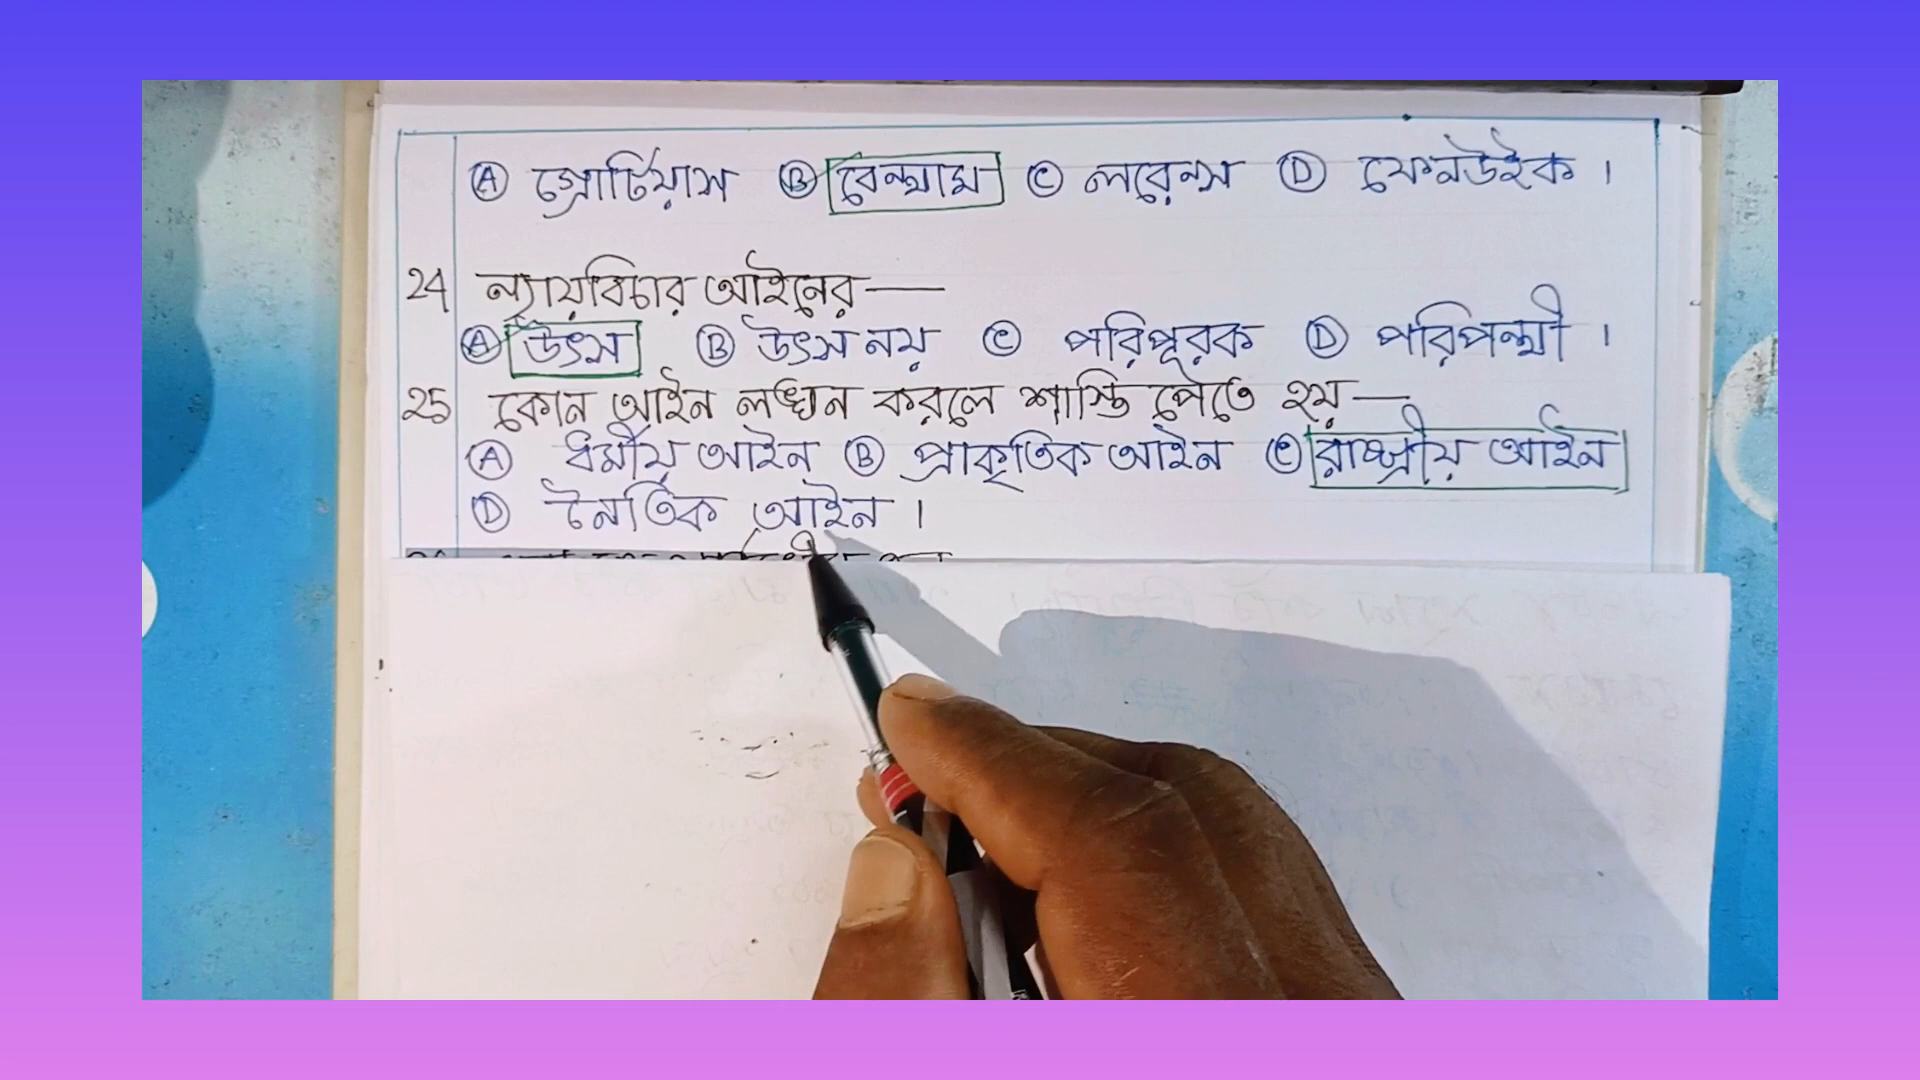 Ⓐ গ্রোটিয়াস Ⓑ বেন্থাম Ⓒ লরেন্স Ⓓ ফেনউইক ।
24 ন্যায়বিচার আইনের —
Ⓐ উৎস Ⓑ উৎস নয় Ⓒ পরিপূরক Ⓓ পরিপন্থী ।
25 কোন আইন লঙ্ঘন করলে শাস্তি পেতে হয় —
Ⓐ ধর্মীয় আইন Ⓑ প্রাকৃতিক আইন Ⓒ রাষ্ট্রীয় আইন
Ⓓ নৈতিক আইন ।